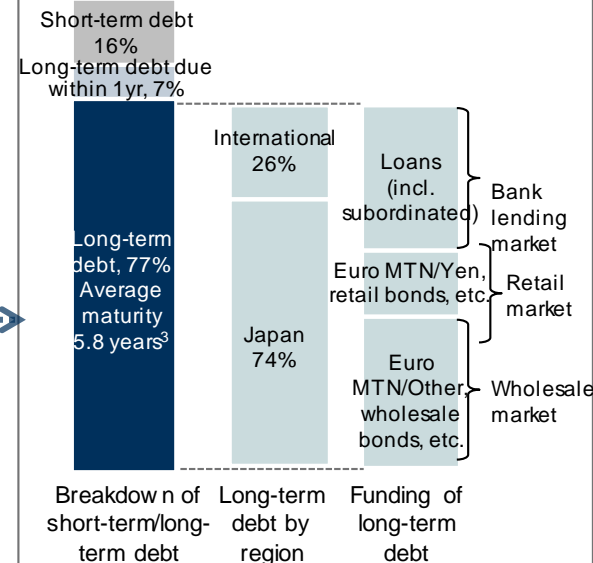 Short-term debt
16%
Long-term debt due
within 1yr, 7%
Long-term
debt, 77%
Average
maturity
5.8 years³
International
26%
Japan
74%
Loans
(incl.
subordinated)
Euro MTN/Yen,
retail bonds, etc.
Euro
MTN/Other,
wholesale
bonds, etc.
Bank
lending
market
Retail
market
Wholesale
market
Breakdown of
short-term/long-
term debt
Long-term
debt by
region
Funding of
long-term
debt